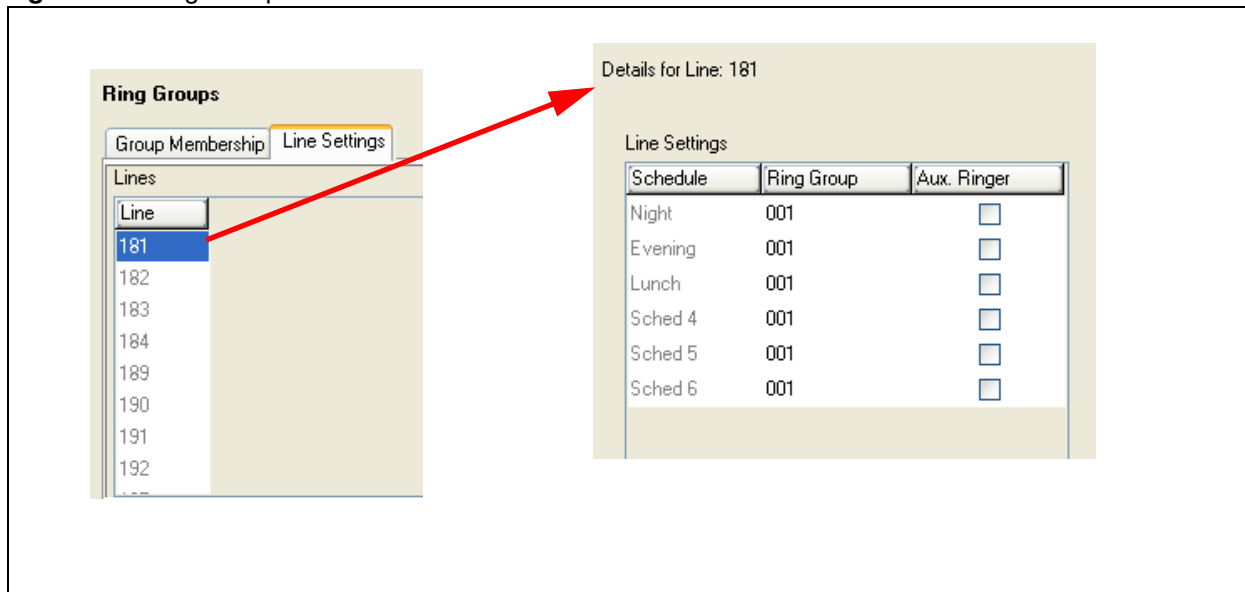 Ring Groups
Group Membership Line Settings
Lines
Line
181
182
183
184
189
190
191
192
Details for Line: 181
Line Settings
Schedule Ring Group Aux. Ringer
Night 001
Evening 001
Lunch 001
Sched 4 001
Sched 5 001
Sched 6 001